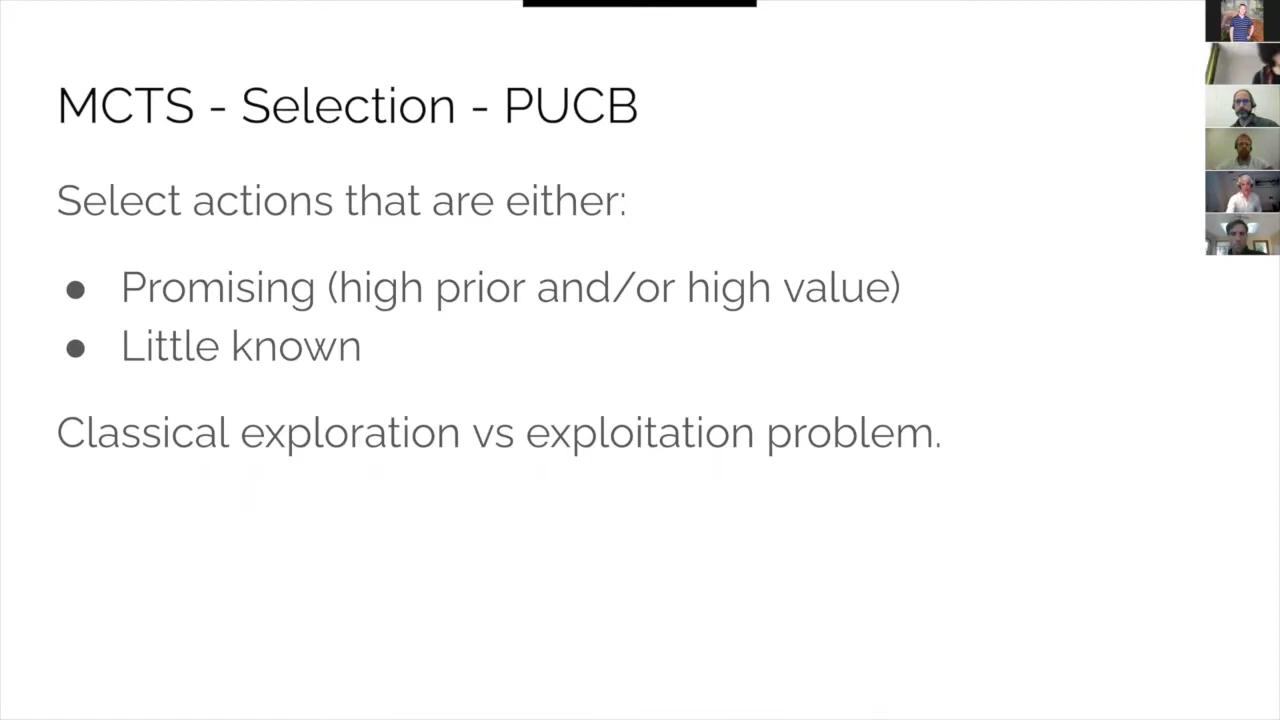 MCTS - Selection - PUCB
Select actions that are either:
● Promising (high prior and/or high value)
● Little known
Classical exploration vs exploitation problem.